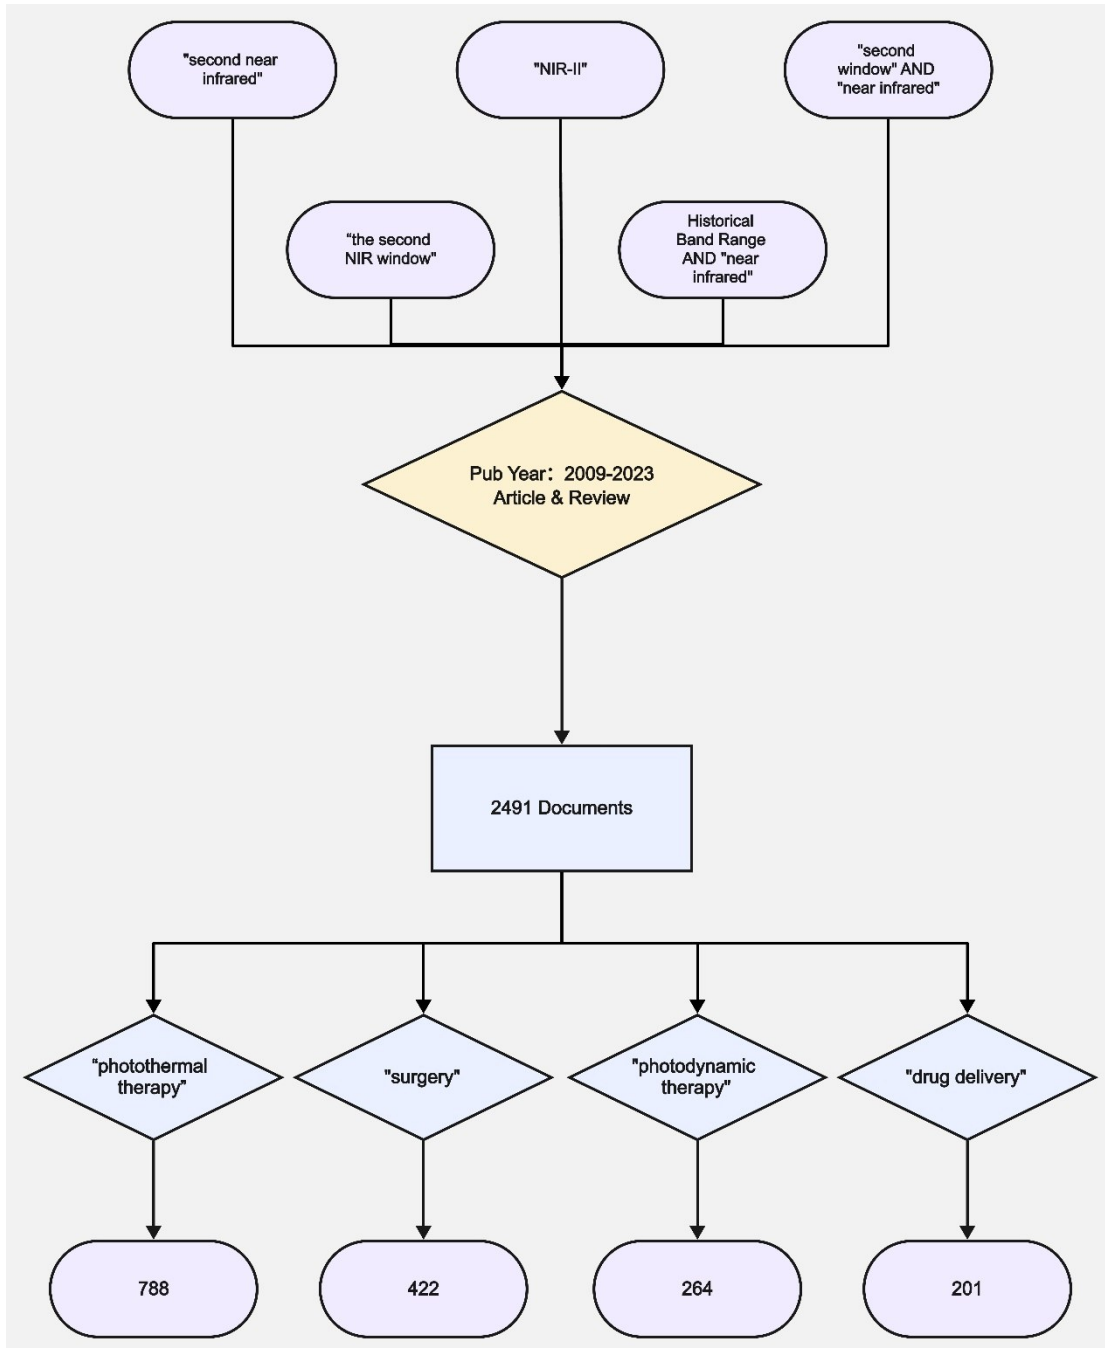 "second near
infrared"
"NIR-II"
"second
window" AND
"near infrared"
“the second
NIR window"
Historical
Band Range
AND "near
infrared"
Pub Year：2009-2023
Article & Review
2491 Documents
“photothermal
therapy”
"surgery"
"photodynamic
therapy"
"drug delivery"
788
422
264
201